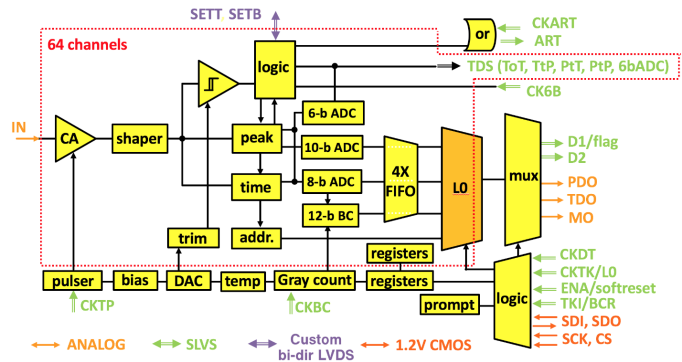 SETT SETB
64 channels
CKART
or
ART
logic
TDS (ToT, TtP, PtT, PtP, 6bADC)
CK6B
6-b ADC
IN
CA
shaper
peak
10-b ADC
4X
FIFO
L0
mux
D1/flag
D2
time
8-b ADC
PDO
TDO
MO
12-b BC
trim
addr.
registers
pulser
bias
DAC
temp
Gray count
registers
logic
CKDT
CKTK/L0
ENA/softreset
TKI/BCR
CKTP
CKBC
prompt
SDI, SDO
SCK, CS
ANALOG
SLVS
Custom
bi-dir LVDS
1.2V CMOS